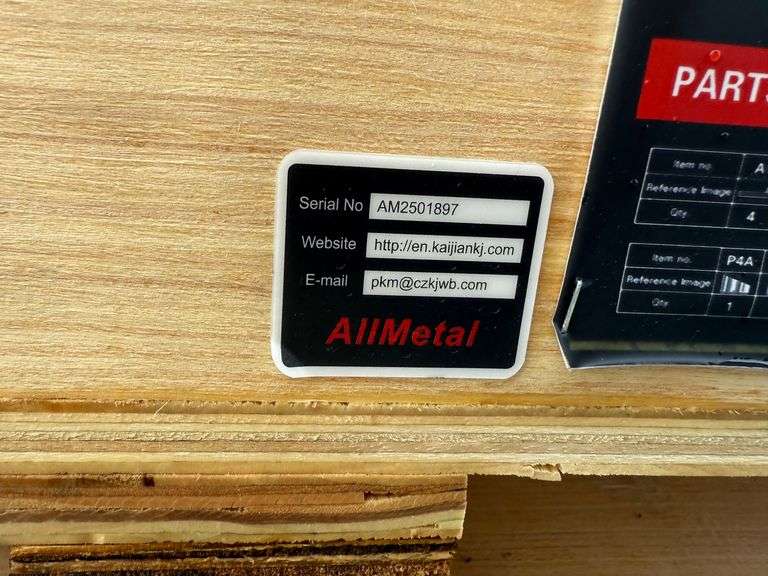 Serial No AM2501897
Website http://en.kaijiankj.com
E-mail pkm@czkjwb.com
AllMetal
PARTS
Item no. A
Reference Image
Qty 4
Item no. P4A
Reference Image
Qty 1